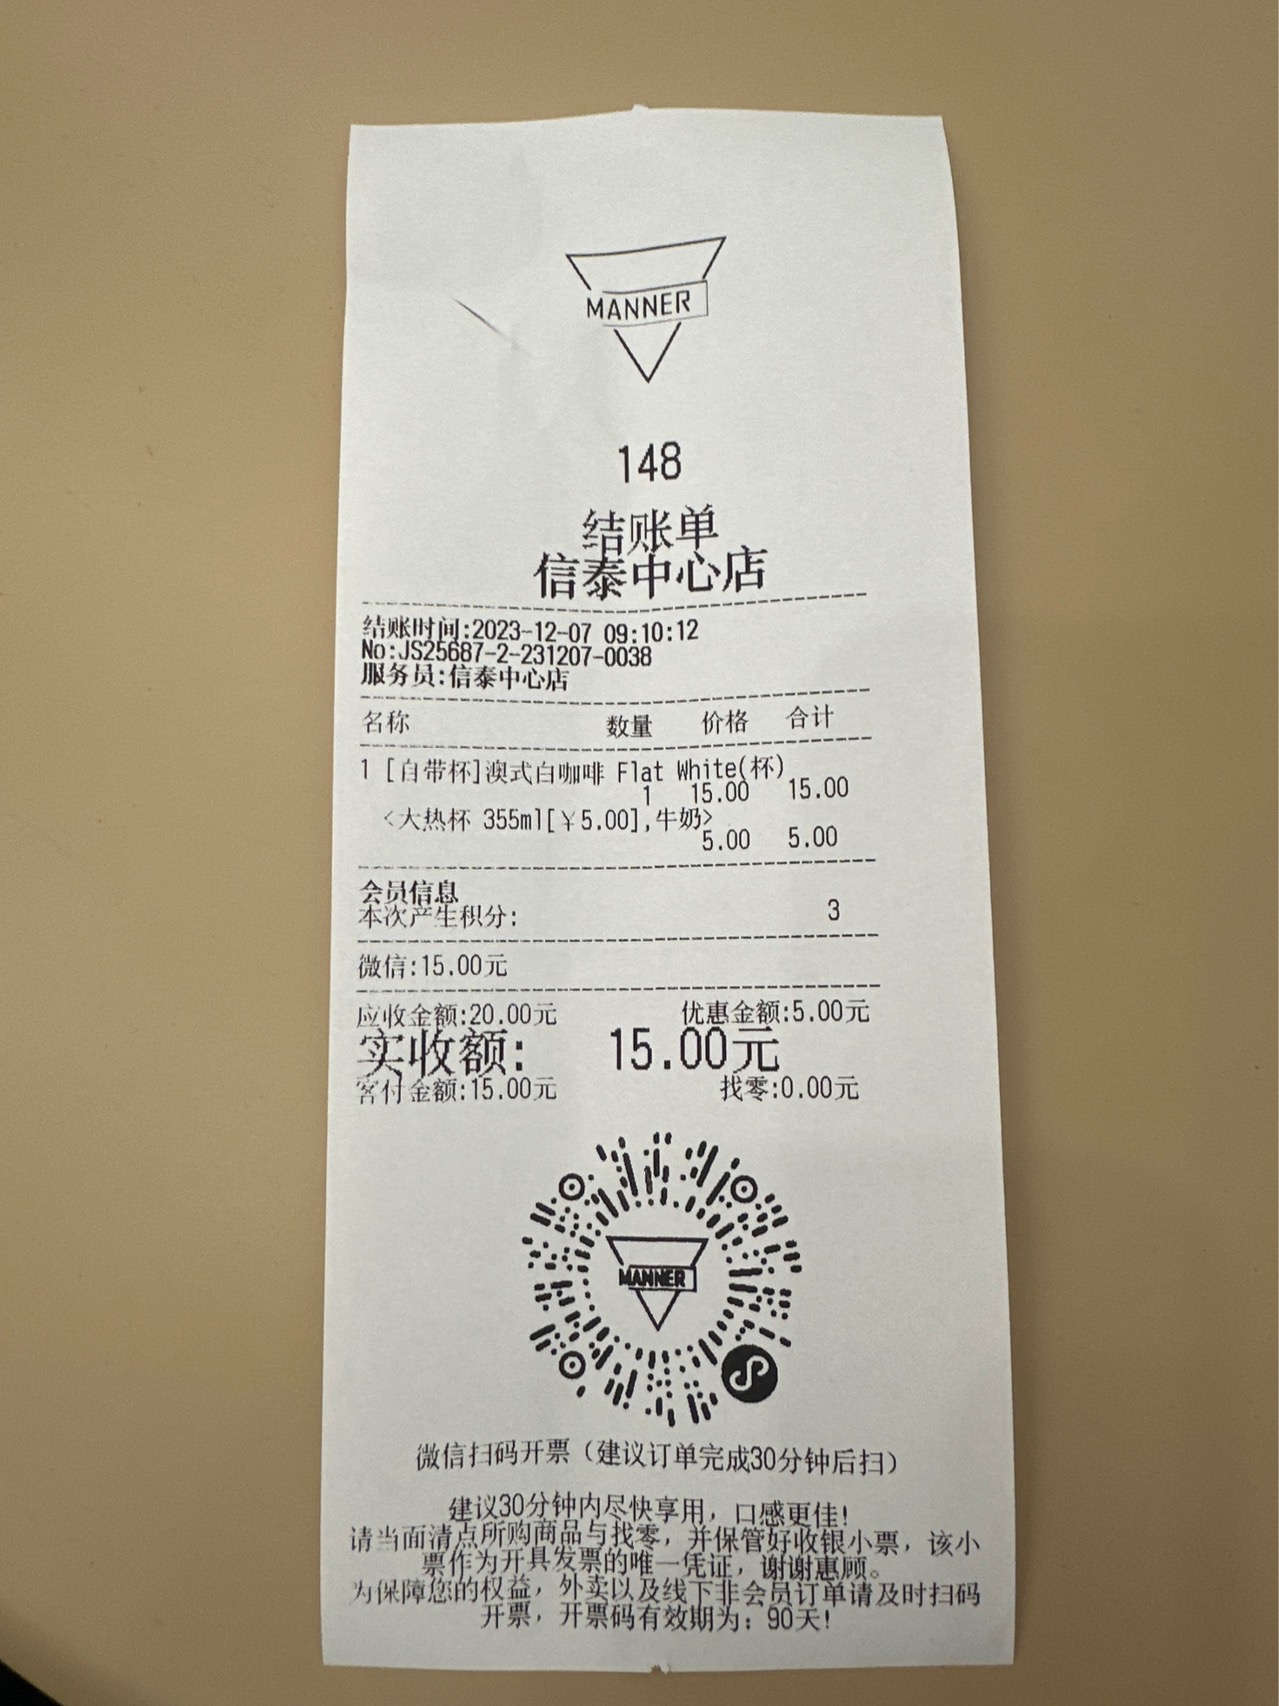 MANNER
148
结账单
信泰中心店
结账时间:2023-12-07 09:10:12
No:JS25687-2-231207-0038
服务员:信泰中心店
名称 数量 价格 合计
1 [自带杯]澳式白咖啡 Flat White(杯)
1 15.00 15.00
<大热杯 355ml[¥5.00],牛奶>
5.00 5.00
会员信息
本次产生积分: 3
微信:15.00元
应收金额:20.00元 优惠金额:5.00元
实收额: 15.00元
客付金额:15.00元 找零:0.00元
MANNER
微信扫码开票（建议订单完成30分钟后扫）
建议30分钟内尽快享用，口感更佳!
请当面清点所购商品与找零，并保管好收银小票，该小
票作为开具发票的唯一凭证，谢谢惠顾。
为保障您的权益，外卖以及线下非会员订单请及时扫码
开票，开票码有效期为：90天!